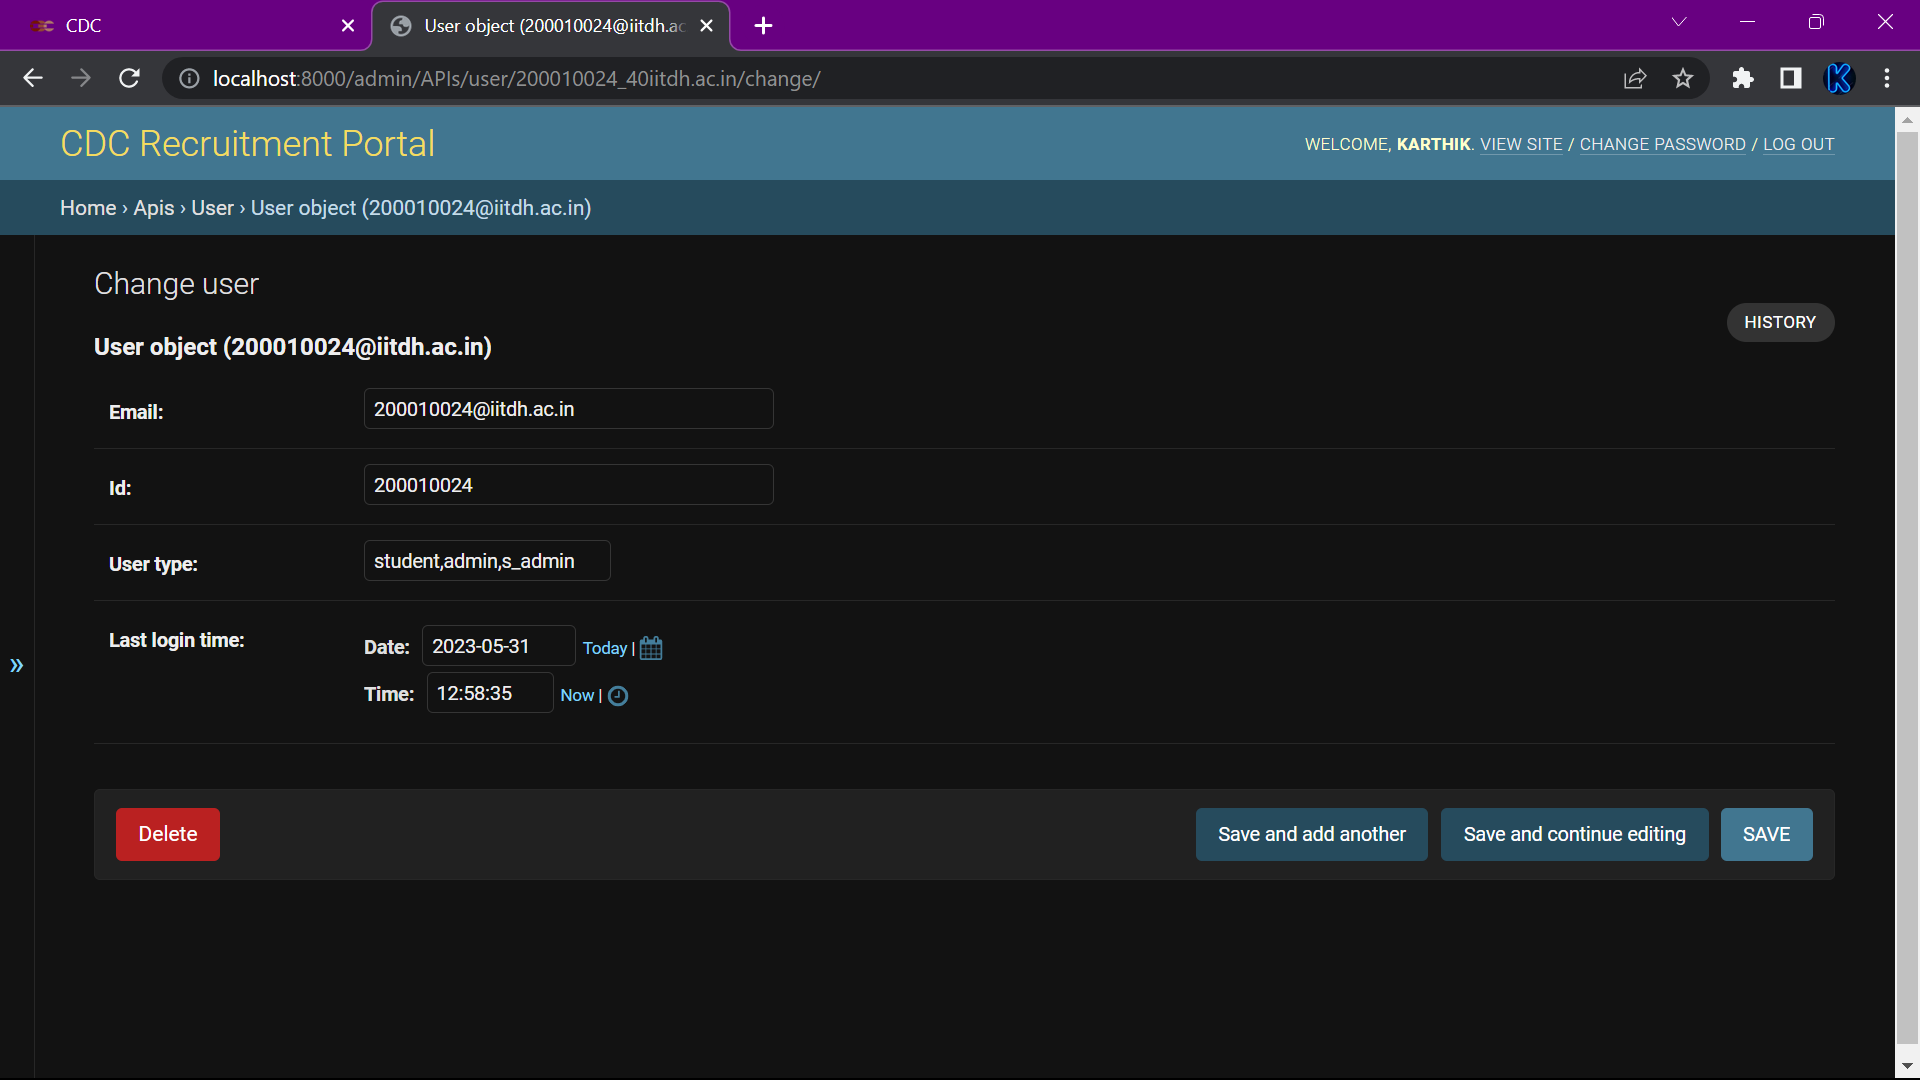 CDC
User object (200010024@iitdh.ac
localhost:8000/admin/APIs/user/200010024_40iitdh.ac.in/change/
CDC Recruitment Portal
WELCOME, KARTHIK. VIEW SITE / CHANGE PASSWORD / LOG OUT
Home › Apis › User › User object (200010024@iitdh.ac.in)
Change user
HISTORY
User object (200010024@iitdh.ac.in)
Email: 200010024@iitdh.ac.in
Id: 200010024
User type: student,admin,s_admin
Last login time: Date: 2023-05-31 Today |
Time: 12:58:35 Now |
»
Delete Save and add another Save and continue editing SAVE